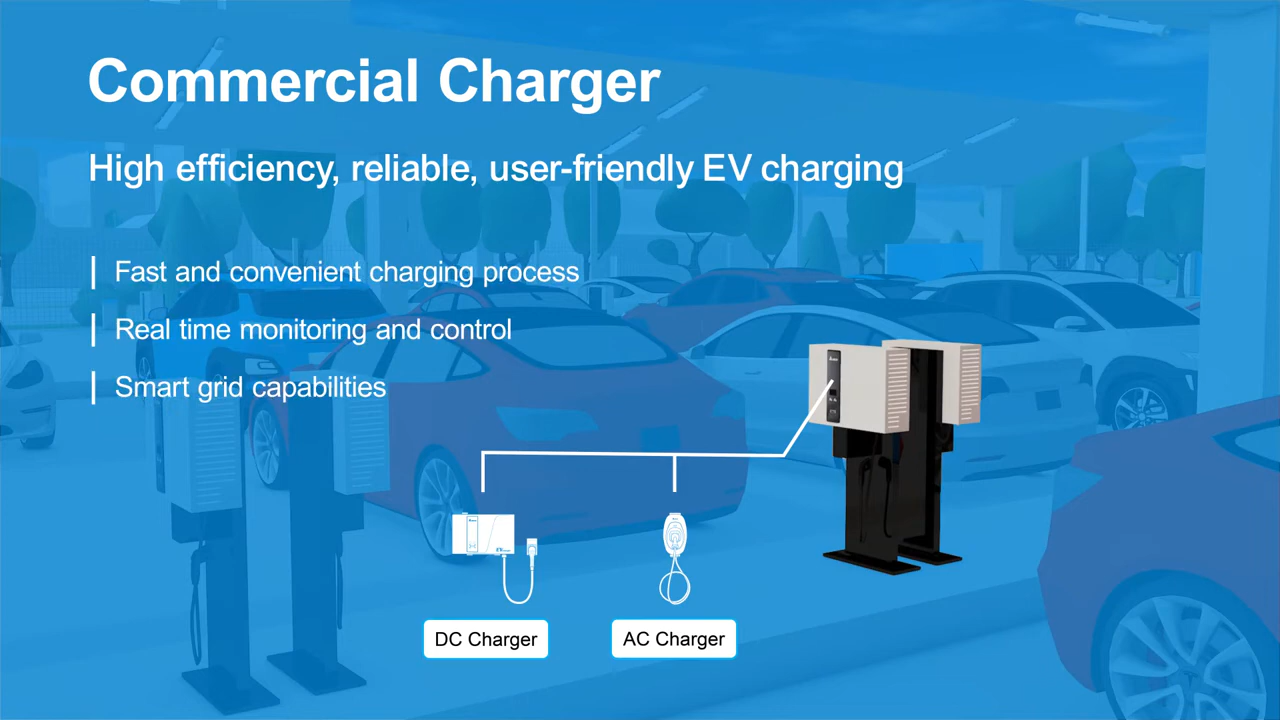 Commercial Charger
High efficiency, reliable, user-friendly EV charging
Fast and convenient charging process
Real time monitoring and control
Smart grid capabilities
DC Charger
AC Charger